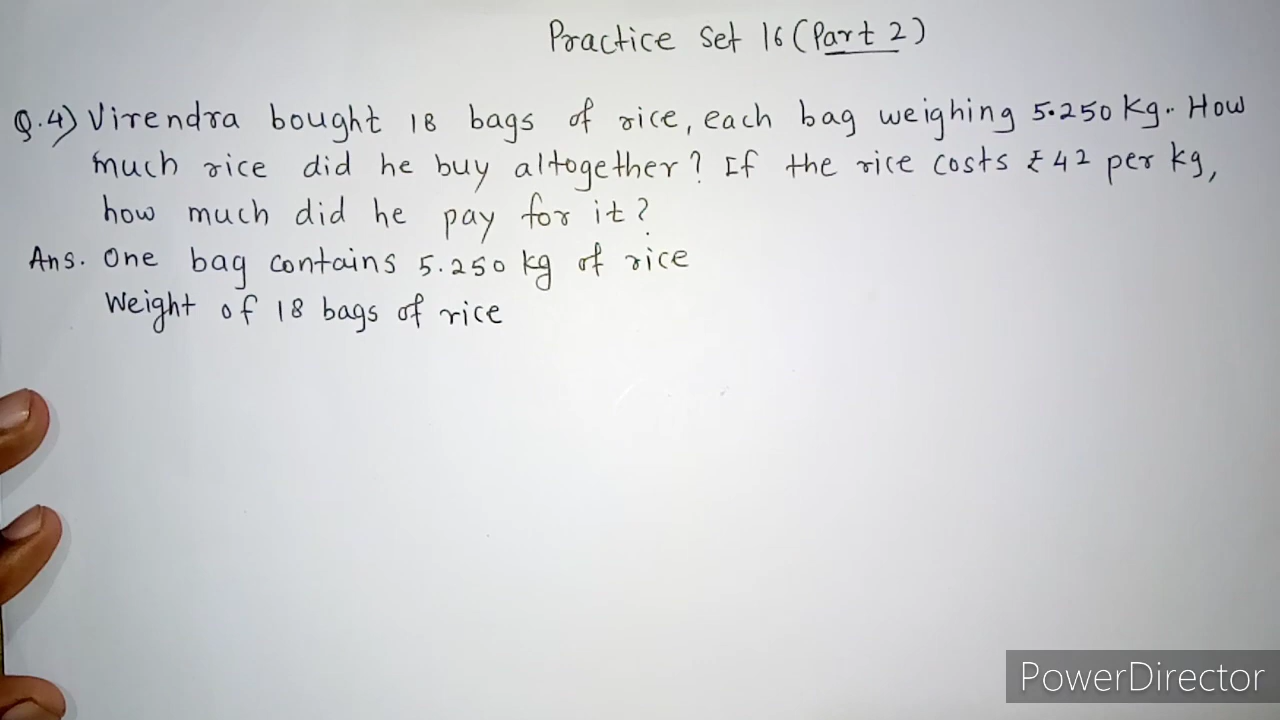 Practice Set 16 (Part 2)
Q.4) Virendra bought 18 bags of rice, each bag weighing 5.250 Kg.. How
much rice did he buy altogether? If the rice costs ₹42 per kg,
how much did he pay for it?
Ans. One bag contains 5.250 kg of rice
Weight of 18 bags of rice
PowerDirector